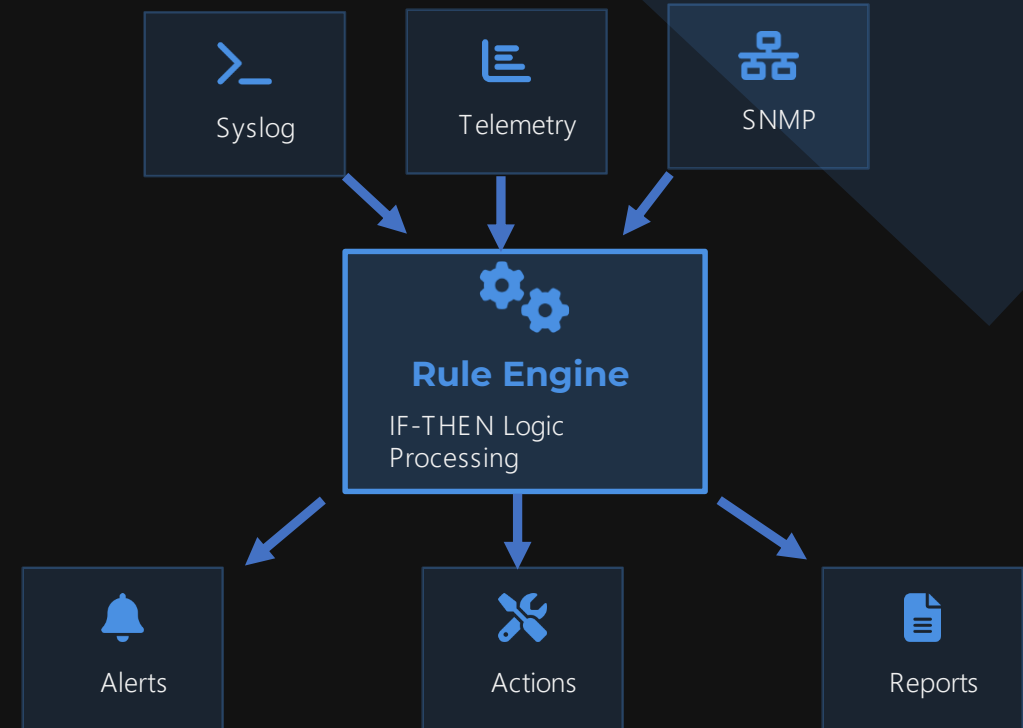 Syslog
Telemetry
SNMP
Rule Engine
IF-THEN Logic
Processing
Alerts
Actions
Reports